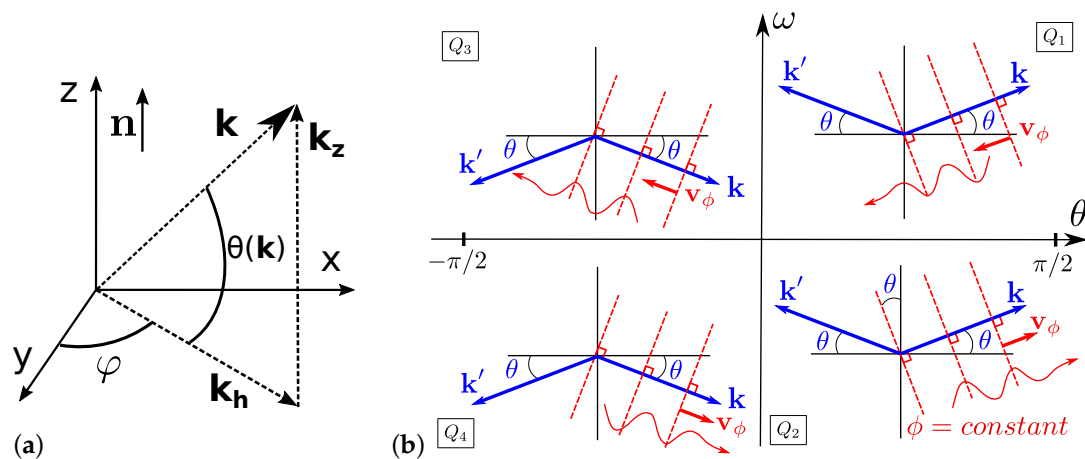 z
n
k
k_z
θ(k)
x
y
φ
k_h
(a)
(b)
ω
θ
−π/2
π/2
Q_3
k′
θ
θ
k
v_ϕ
Q_1
k′
θ
θ
k
v_ϕ
Q_4
k′
θ
θ
k
v_ϕ
Q_2
k′
θ
θ
θ
k
v_ϕ
ϕ = constant